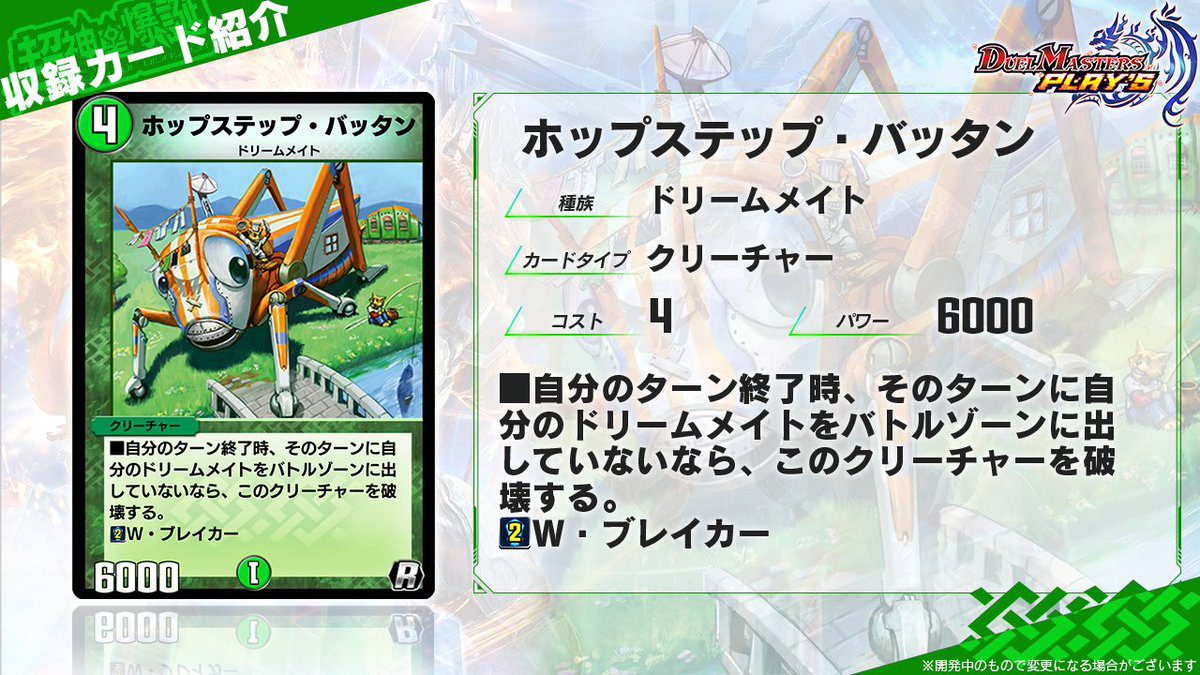 超神星爆誕
収録カード紹介
DUEL MASTERS
PLAY'S
4
ホップステップ・バッタン
ドリームメイト
クリーチャー
■自分のターン終了時、そのターンに自
分のドリームメイトをバトルゾーンに出
していないなら、このクリーチャーを破
壊する。
2 W・ブレイカー
6000
I
R
ホップステップ・バッタン
種族 ドリームメイト
カードタイプ クリーチャー
コスト 4 パワー 6000
■自分のターン終了時、そのターンに自
分のドリームメイトをバトルゾーンに出
していないなら、このクリーチャーを破
壊する。
2 W・ブレイカー
※開発中のもので変更になる場合がございます